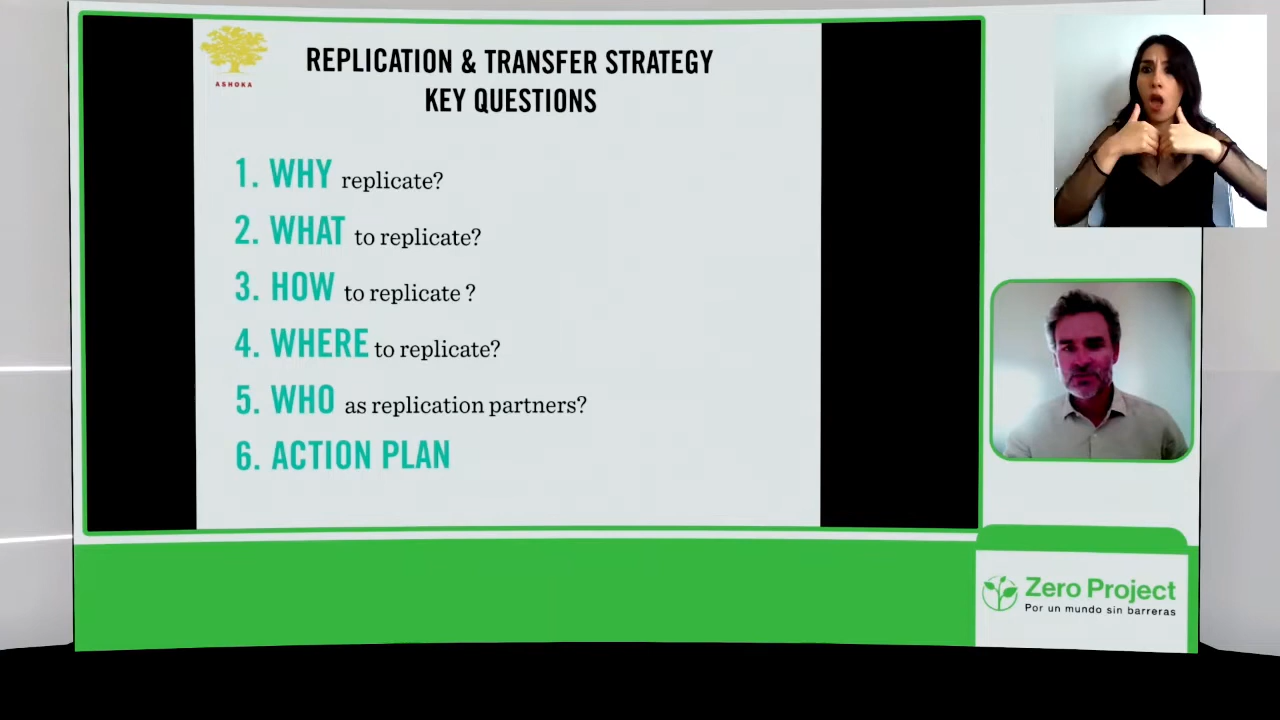 ASHOKA
REPLICATION & TRANSFER STRATEGY
KEY QUESTIONS
1. WHY replicate?
2. WHAT to replicate?
3. HOW to replicate ?
4. WHERE to replicate?
5. WHO as replication partners?
6. ACTION PLAN
Zero Project
Por un mundo sin barreras